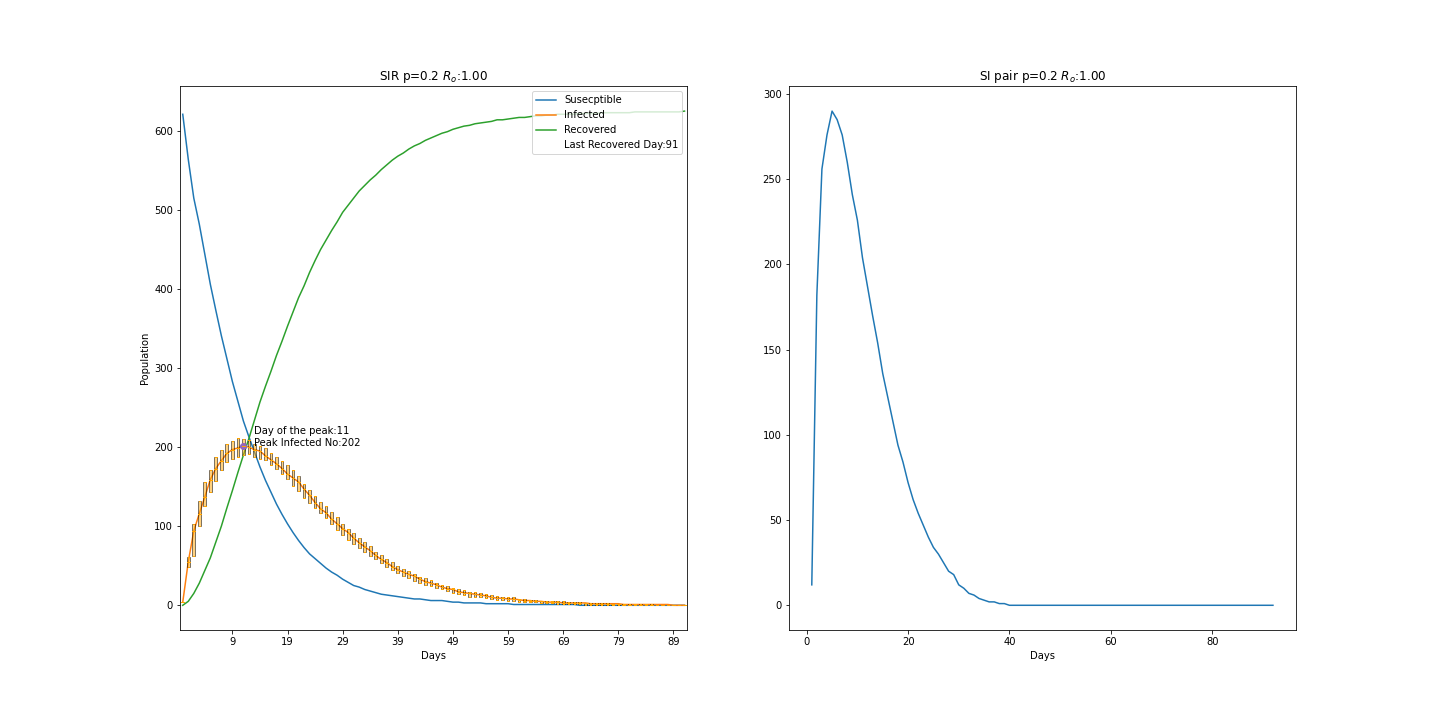 SIR p=0.2 Rₒ:1.00
Susecptible
Infected
Recovered
Last Recovered Day:91
Day of the peak:11
Peak Infected No:202
Population
600
500
400
300
200
100
0
9 19 29 39 49 59 69 79 89
Days
SI pair p=0.2 Rₒ:1.00
300
250
200
150
100
50
0
0 20 40 60 80
Days